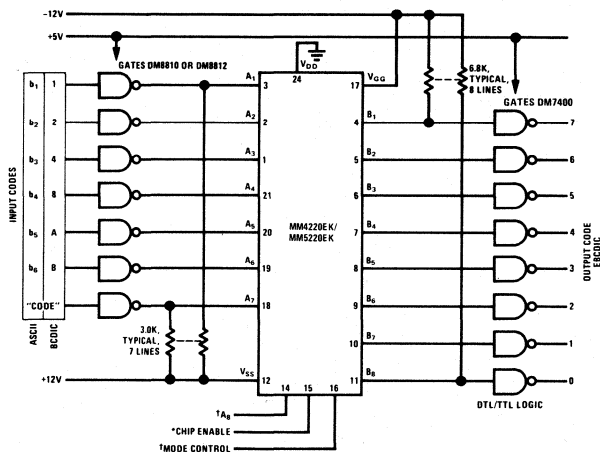 -12V
+5V
GATES DM8810 OR DM8812
VDD
24
6.8K,
TYPICAL,
8 LINES
GATES DM7400
INPUT CODES
b1 1
b2 2
b3 4
b4 8
b5 A
b6 B
"CODE"
ASCII
BCDIC
A1
3
A2
2
A3
1
A4
21
A5
20
A6
19
A7
18
VSS
12
3.0K,
TYPICAL,
7 LINES
+12V
MM4220EK/
MM5220EK
VGG
17
B1
4
B2
5
B3
6
B4
7
B5
8
B6
9
B7
10
B8
11
7
6
5
4
3
2
1
0
OUTPUT CODE
EBCDIC
DTL/TTL LOGIC
14
15
16
†A8
*CHIP ENABLE
†MODE CONTROL